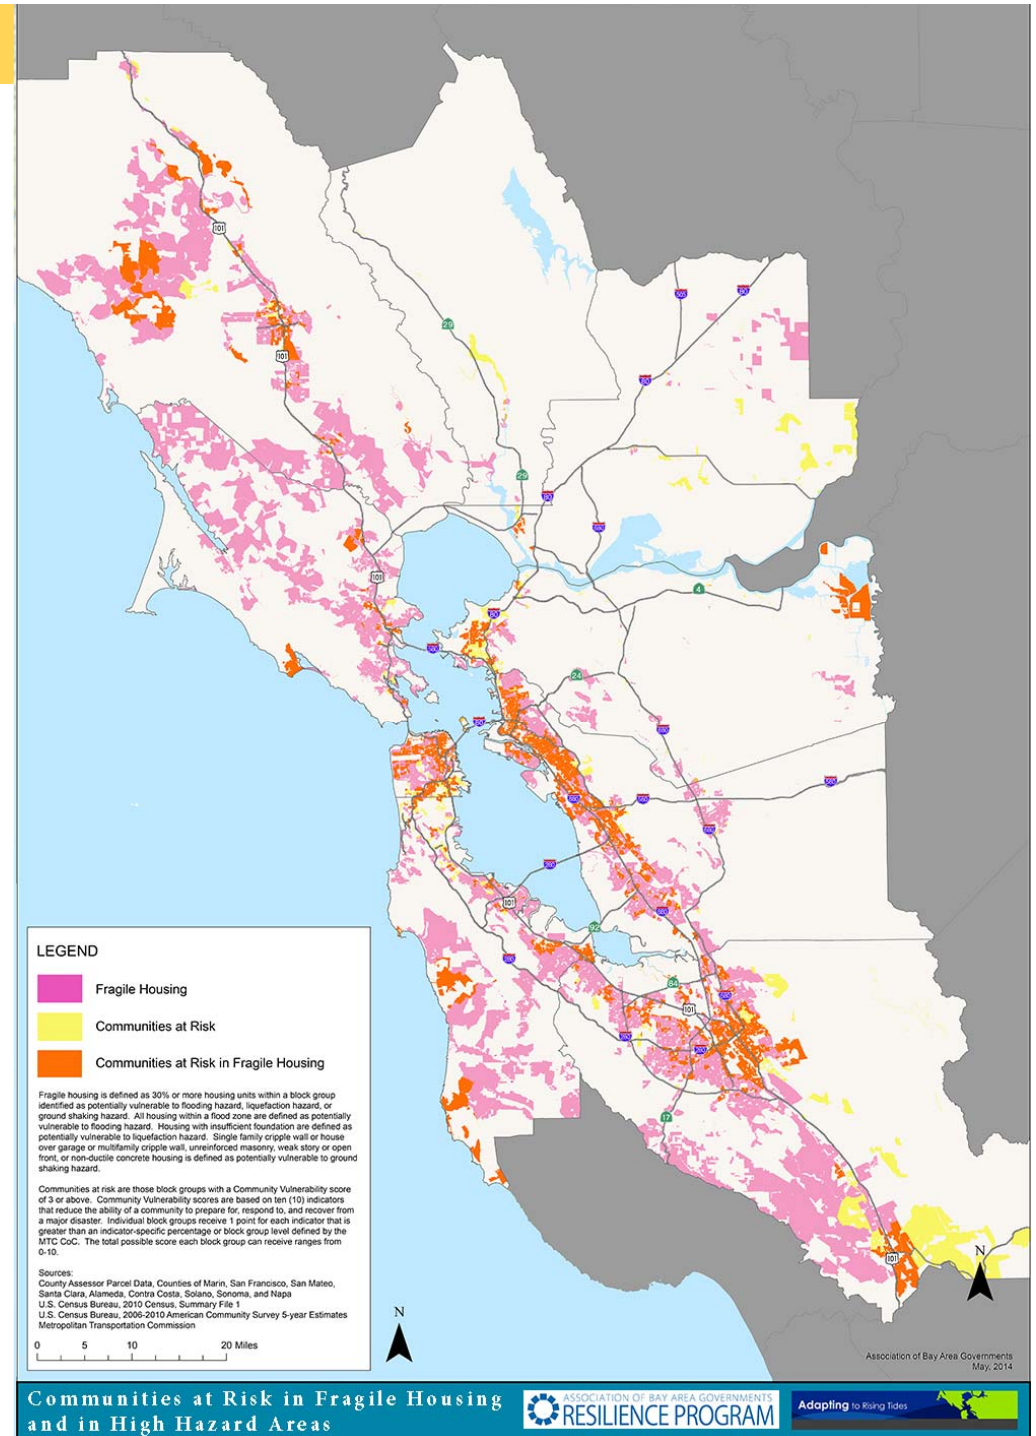 101
29
505
80
80
101
29
80
680
101
4
80
580
24
80
680
580
580
880
680
101
92
280
880
84
680
101
280
280
17
101
LEGEND
Fragile Housing
Communities at Risk
Communities at Risk in Fragile Housing
Fragile housing is defined as 30% or more housing units within a block group
identified as potentially vulnerable to flooding hazard, liquefaction hazard, or
ground shaking hazard. All housing within a flood zone are defined as potentially
vulnerable to flooding hazard. Housing with insufficient foundation are defined as
potentially vulnerable to liquefaction hazard. Single family cripple wall or house
over garage or multifamily cripple wall, unreinforced masonry, weak story or open
front, or non-ductile concrete housing is defined as potentially vulnerable to ground
shaking hazard.
Communities at risk are those block groups with a Community Vulnerability score
of 3 or above. Community Vulnerability scores are based on ten (10) indicators
that reduce the ability of a community to prepare for, respond to, and recover from
a major disaster. Individual block groups receive 1 point for each indicator that is
greater than an indicator-specific percentage or block group level defined by the
MTC CoC. The total possible score each block group can receive ranges from
0-10.
Sources:
County Assessor Parcel Data, Counties of Marin, San Francisco, San Mateo,
Santa Clara, Alameda, Contra Costa, Solano, Sonoma, and Napa
U.S. Census Bureau, 2010 Census, Summary File 1
U.S. Census Bureau, 2006-2010 American Community Survey 5-year Estimates
Metropolitan Transportation Commission
0 5 10 20 Miles
N
N
Association of Bay Area Governments
May, 2014
Communities at Risk in Fragile Housing
and in High Hazard Areas
ASSOCIATION OF BAY AREA GOVERNMENTS
RESILIENCE PROGRAM
Adapting to Rising Tides